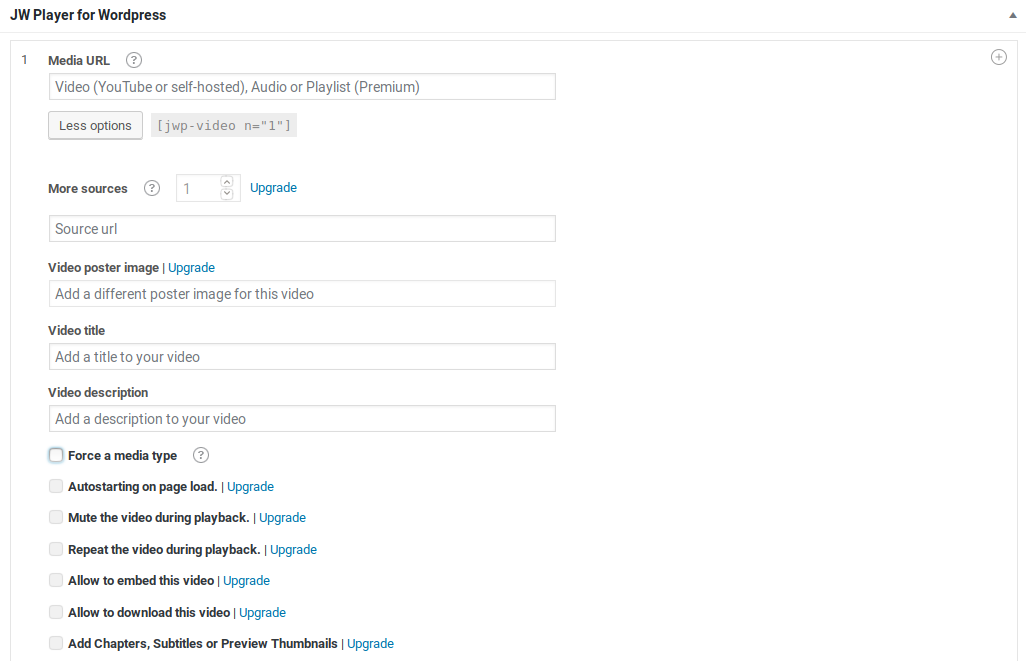 JW Player for Wordpress
1 Media URL ?
Video (YouTube or self-hosted), Audio or Playlist (Premium)
Less options [jwp-video n="1"]
More sources ? 1 Upgrade
Source url
Video poster image | Upgrade
Add a different poster image for this video
Video title
Add a title to your video
Video description
Add a description to your video
Force a media type ?
Autostarting on page load. | Upgrade
Mute the video during playback. | Upgrade
Repeat the video during playback. | Upgrade
Allow to embed this video | Upgrade
Allow to download this video | Upgrade
Add Chapters, Subtitles or Preview Thumbnails | Upgrade